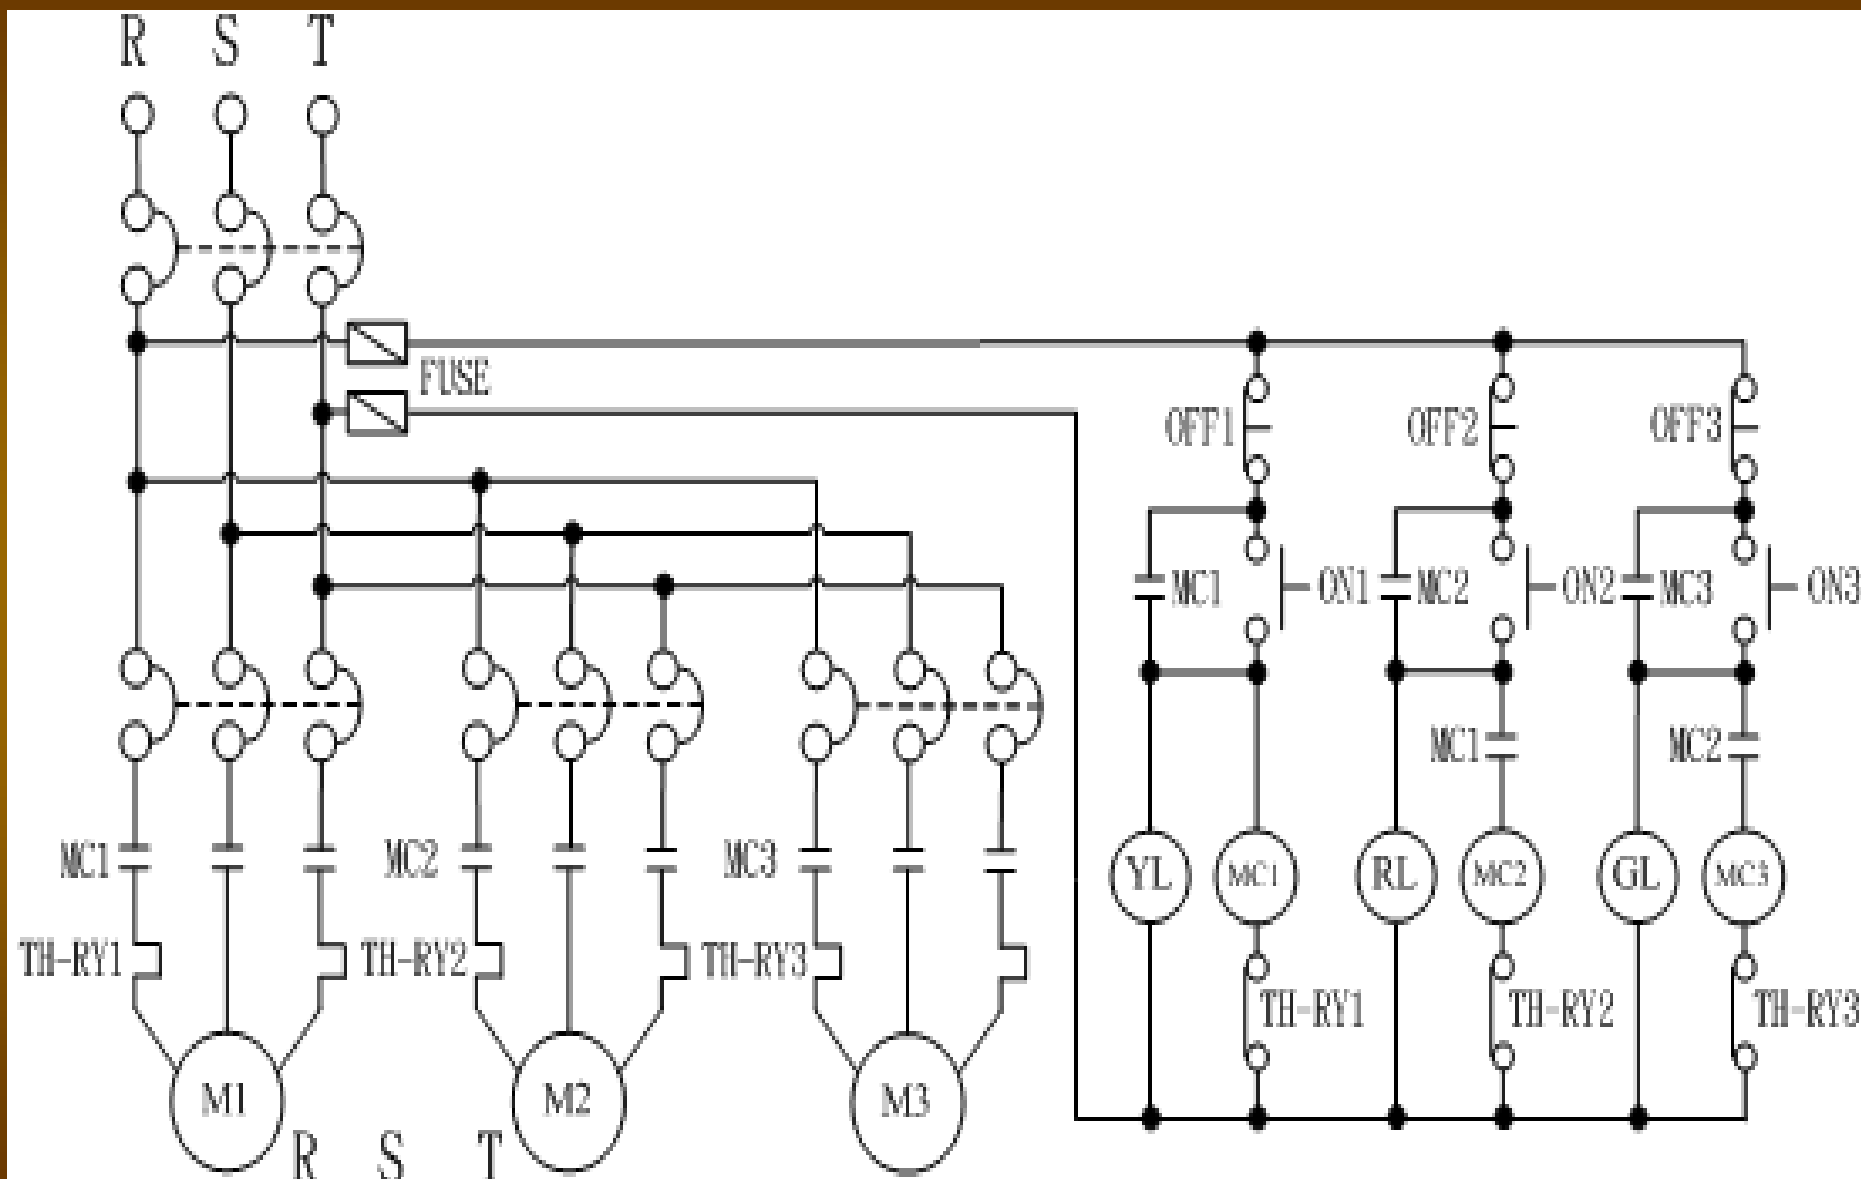 R S T
FUSE
OFF1 OFF2 OFF3
MC1 ON1 MC2 ON2 MC3 ON3
MC1 MC2
MC1 MC2 MC3 YL MC1 RL MC2 GL MC3
TH-RY1 TH-RY2 TH-RY3
TH-RY1 TH-RY2 TH-RY3
M1 M2 M3
R S T